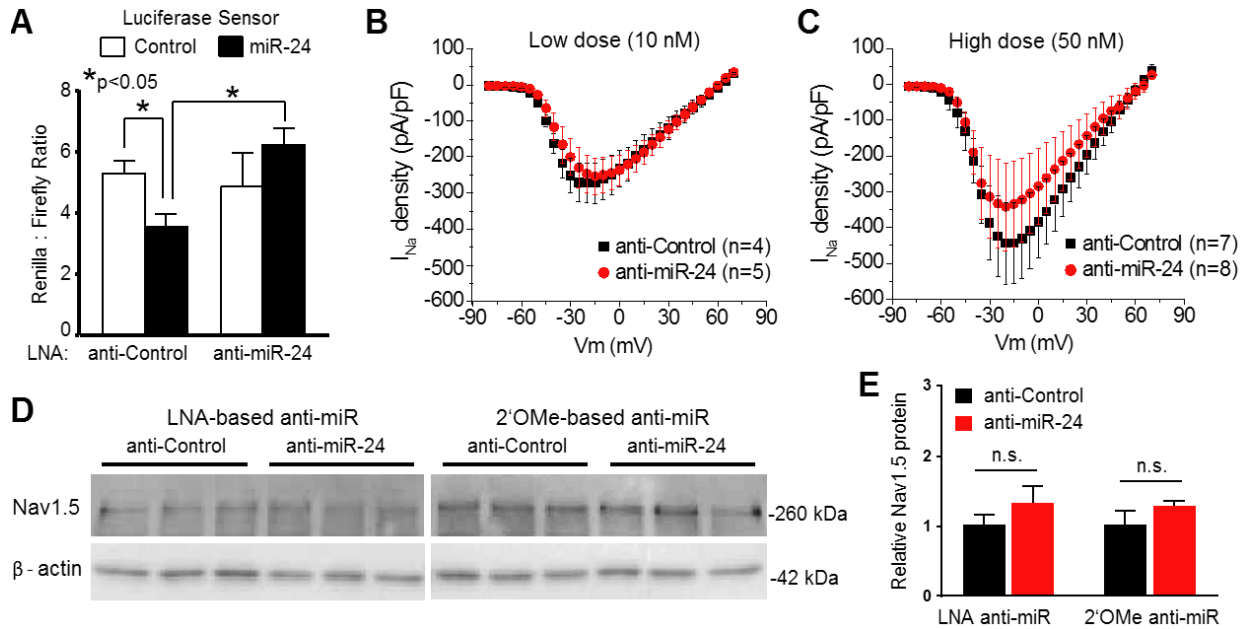 A
Luciferase Sensor
Control
miR-24
*p<0.05
*
*
Renilla : Firefly Ratio
8
6
4
2
0
LNA: anti-Control anti-miR-24
B
Low dose (10 nM)
I_Na density (pA/pF)
0
-100
-200
-300
-400
-500
-600
anti-Control (n=4)
anti-miR-24 (n=5)
-90 -60 -30 0 30 60 90
Vm (mV)
C
High dose (50 nM)
I_Na density (pA/pF)
0
-100
-200
-300
-400
-500
-600
anti-Control (n=7)
anti-miR-24 (n=8)
-90 -60 -30 0 30 60 90
Vm (mV)
D
LNA-based anti-miR 2'OMe-based anti-miR
anti-Control anti-miR-24 anti-Control anti-miR-24
Nav1.5 -260 kDa
β-actin -42 kDa
E
anti-Control
anti-miR-24
Relative Nav1.5 protein
3
2
1
0
n.s. n.s.
LNA anti-miR 2'OMe anti-miR